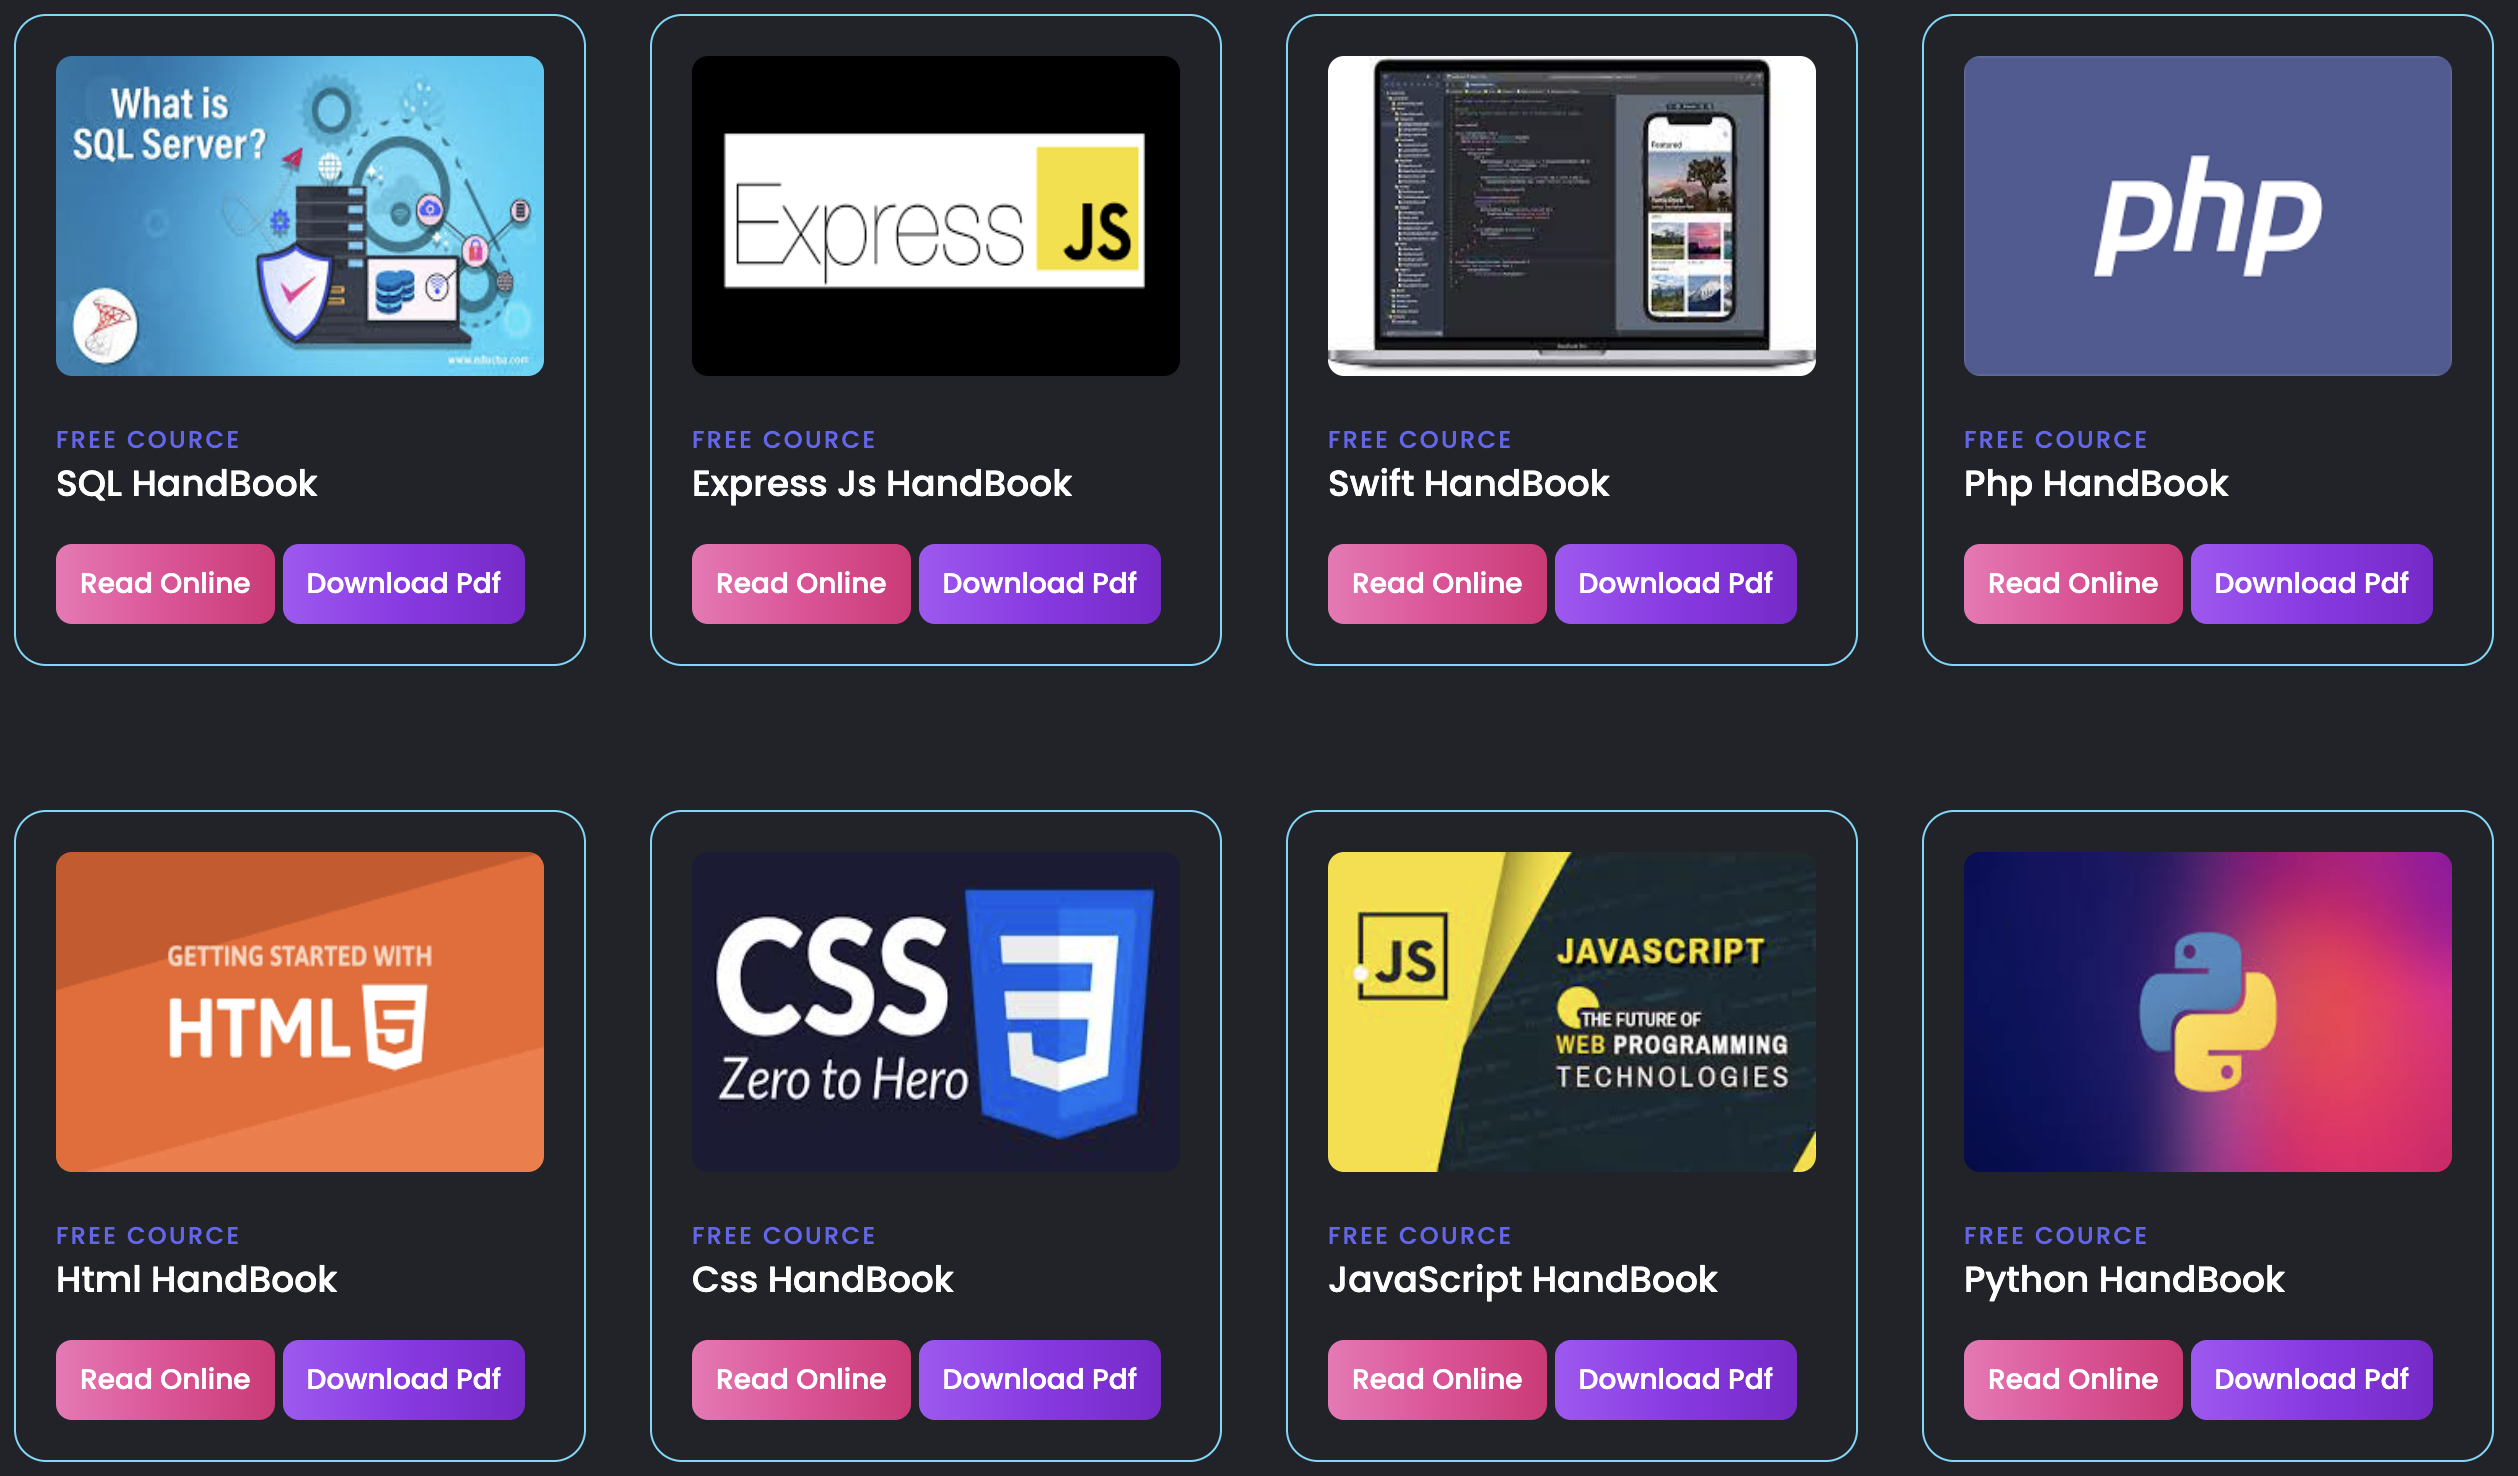 What is
SQL Server?
www.educba.com
FREE COURCE
SQL HandBook
Read Online
Download Pdf
Express JS
FREE COURCE
Express Js HandBook
Read Online
Download Pdf
Featured
FREE COURCE
Swift HandBook
Read Online
Download Pdf
php
FREE COURCE
Php HandBook
Read Online
Download Pdf
GETTING STARTED WITH
HTML
FREE COURCE
Html HandBook
Read Online
Download Pdf
CSS
Zero to Hero
FREE COURCE
Css HandBook
Read Online
Download Pdf
JS
JAVASCRIPT
THE FUTURE OF
WEB PROGRAMMING
TECHNOLOGIES
FREE COURCE
JavaScript HandBook
Read Online
Download Pdf
FREE COURCE
Python HandBook
Read Online
Download Pdf